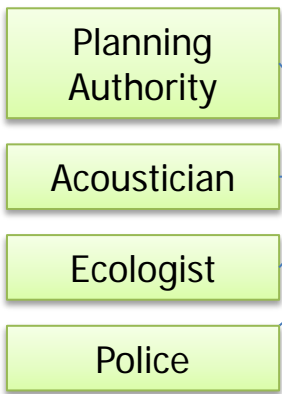 Planning
Authority
Acoustician
Ecologist
Police